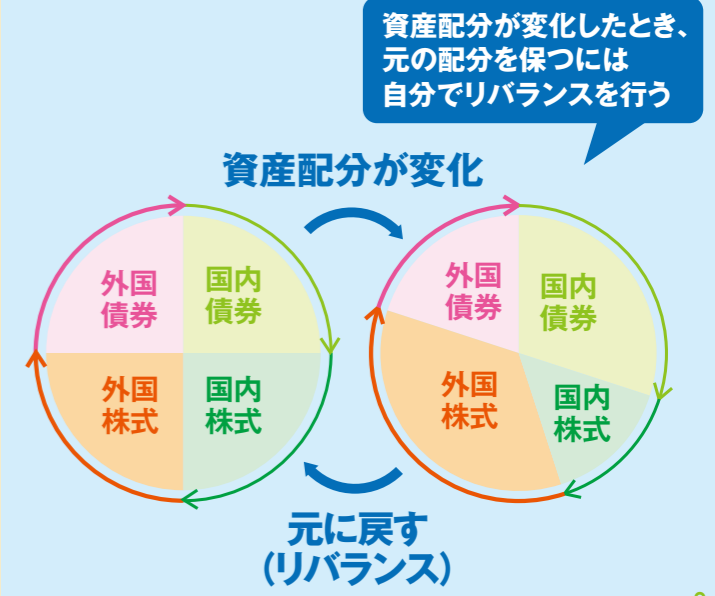 資産配分が変化したとき、
元の配分を保つには
自分でリバランスを行う
資産配分が変化
外国
債券
国内
債券
外国
株式
国内
株式
外国
債券
国内
債券
外国
株式
国内
株式
元に戻す
(リバランス)